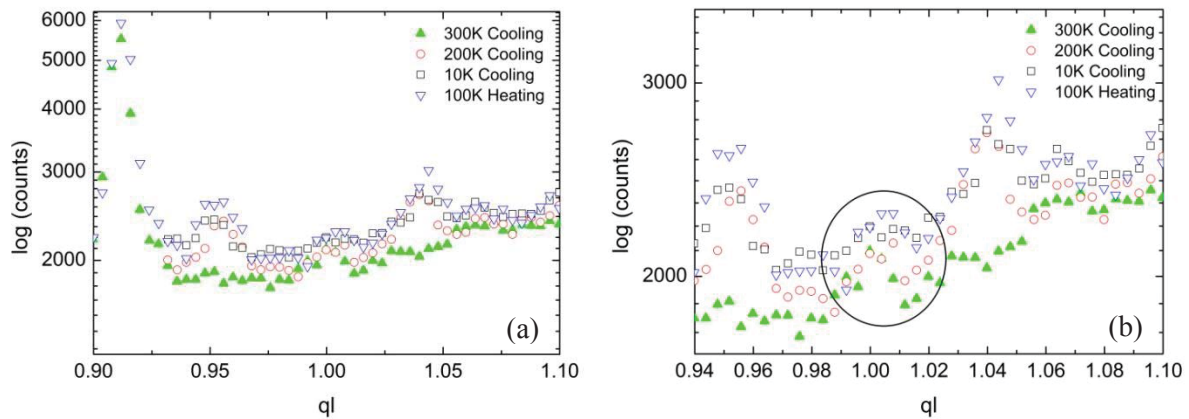 6000
5000
4000
3000
2000
log (counts)
300K Cooling
200K Cooling
10K Cooling
100K Heating
(a)
0.90 0.95 1.00 1.05 1.10
ql
3000
2000
log (counts)
300K Cooling
200K Cooling
10K Cooling
100K Heating
(b)
0.94 0.96 0.98 1.00 1.02 1.04 1.06 1.08 1.10
ql